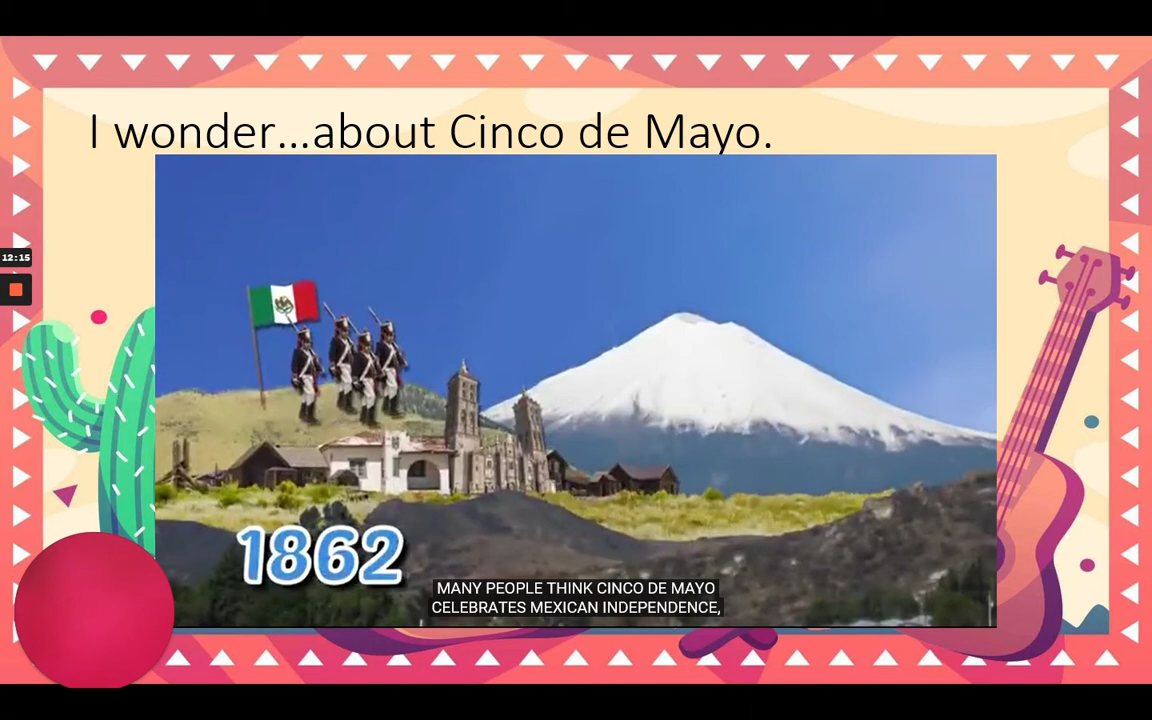 I wonder...about Cinco de Mayo.
12:15
1862
MANY PEOPLE THINK CINCO DE MAYO
CELEBRATES MEXICAN INDEPENDENCE,